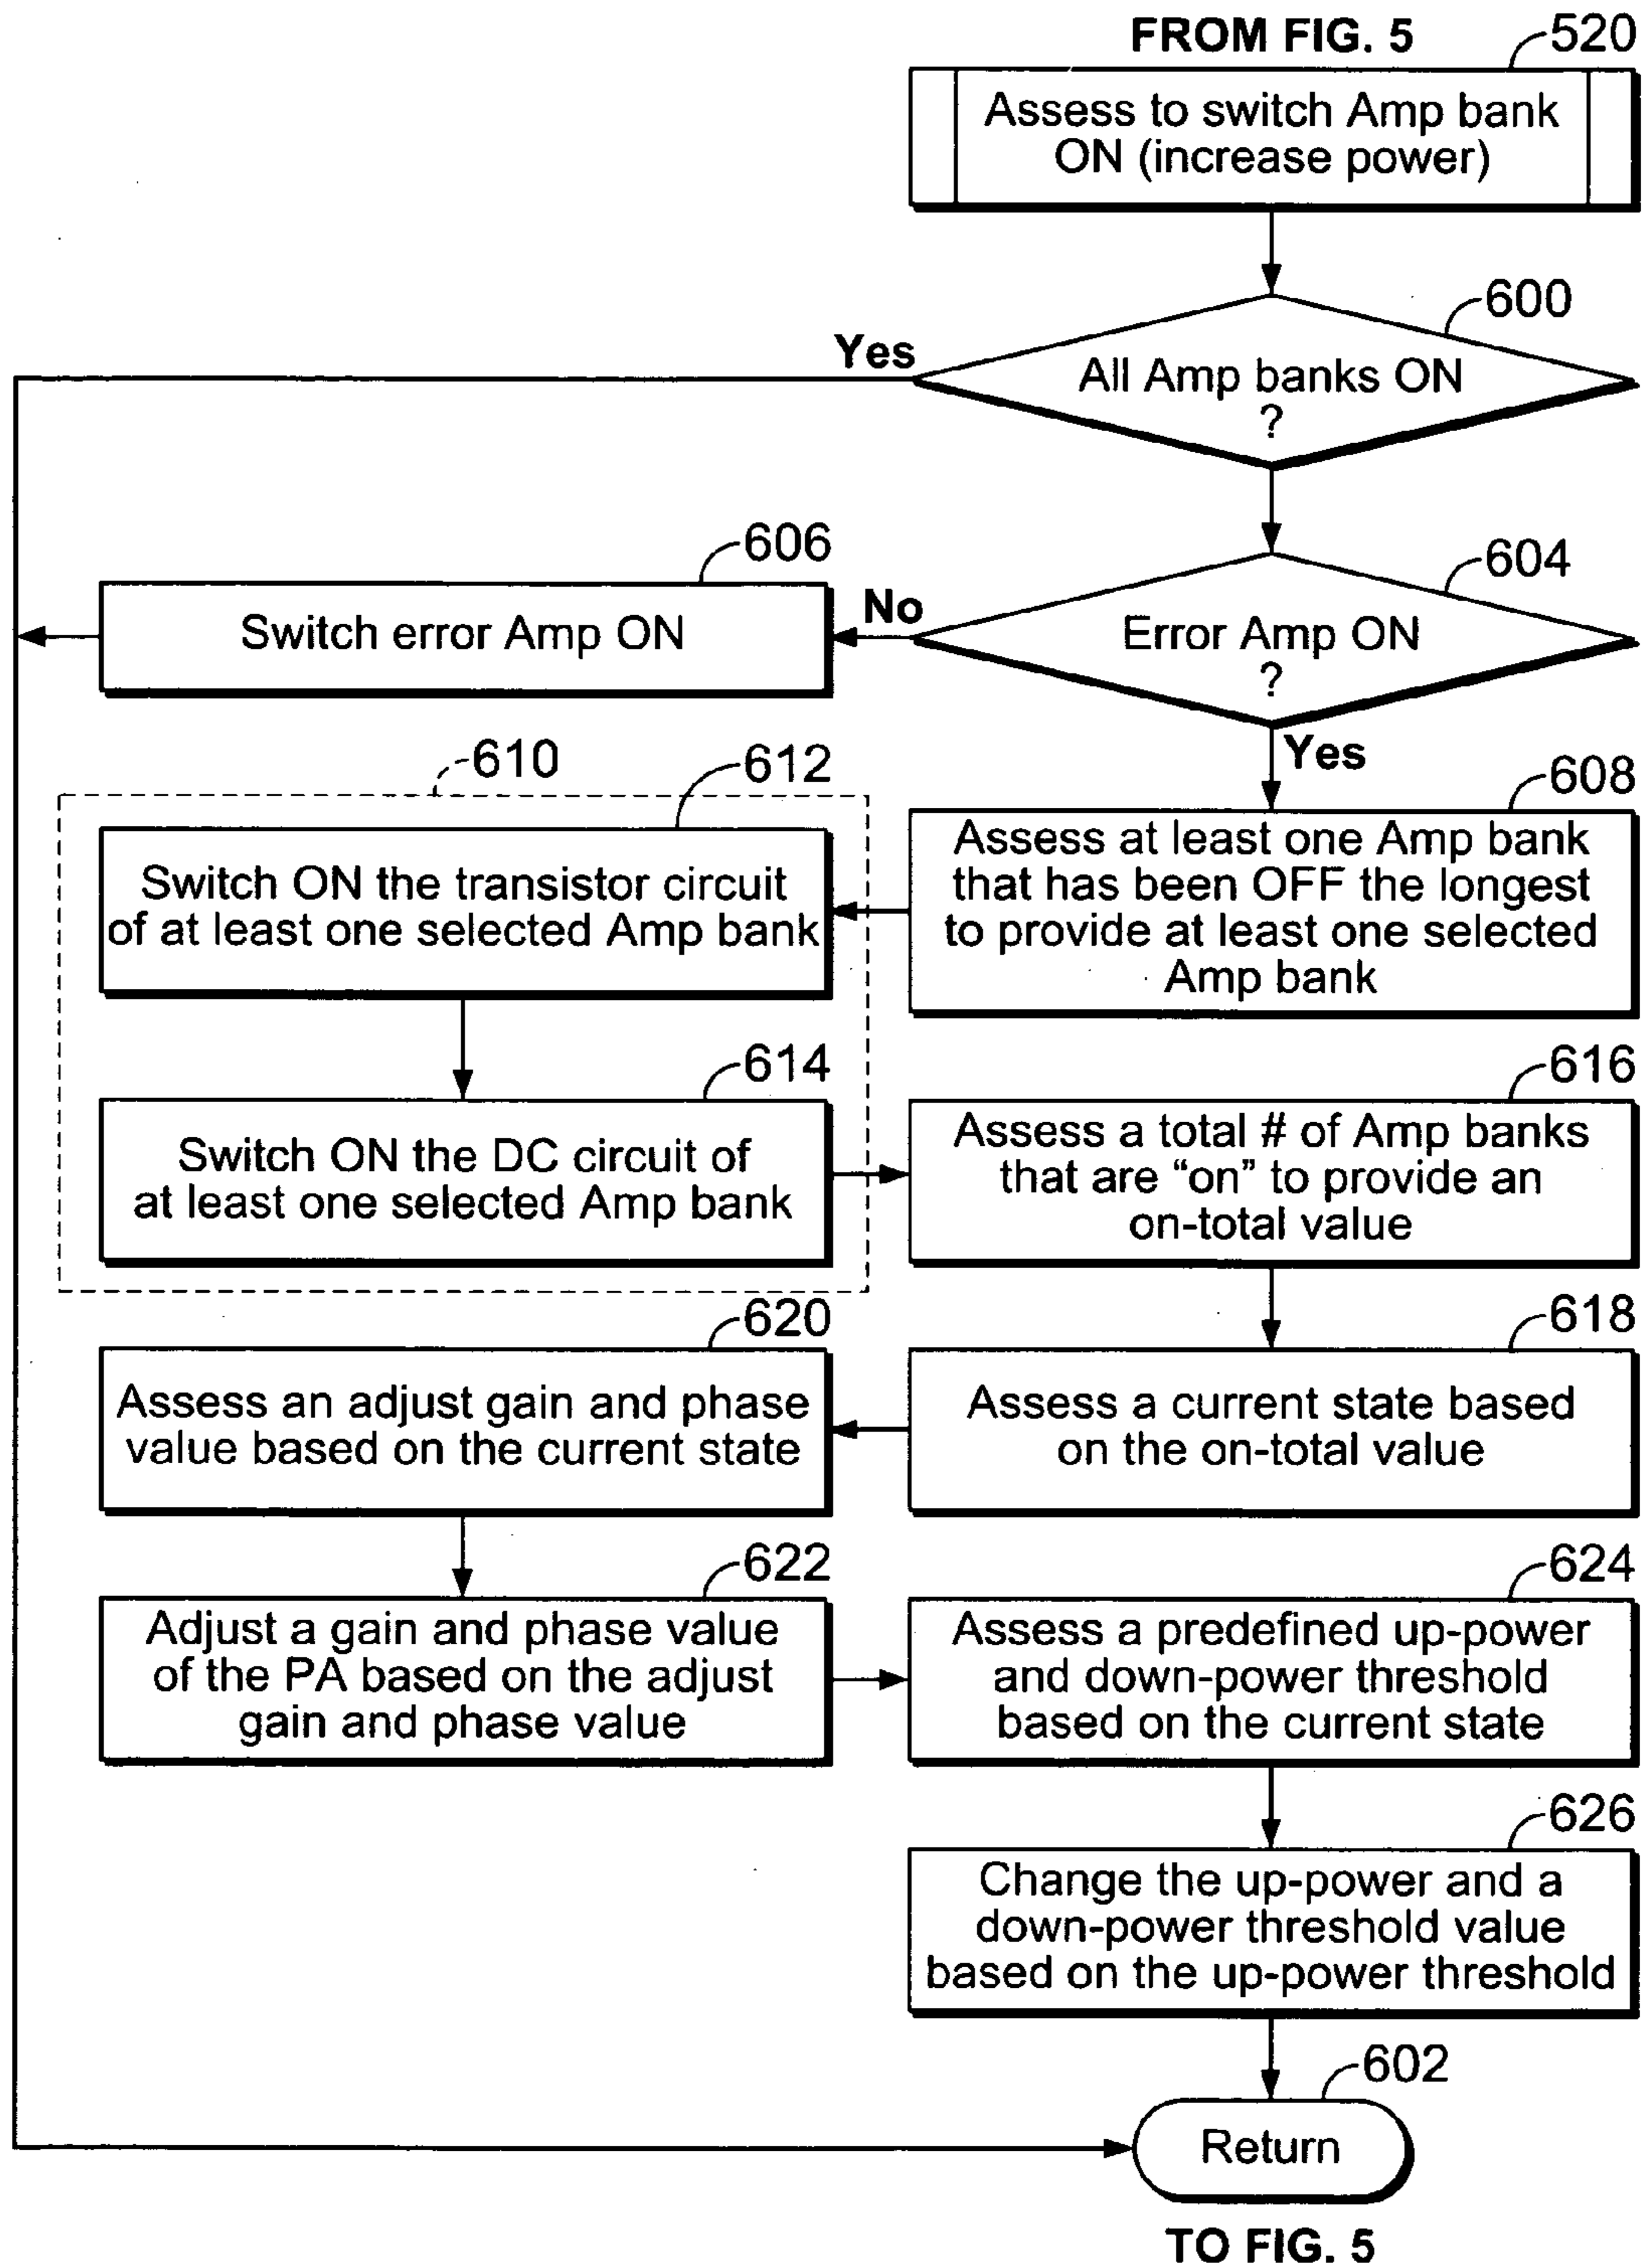 FROM FIG. 5
520
Assess to switch Amp bank
ON (increase power)
600
Yes
All Amp banks ON
?
606
604
Switch error Amp ON
No
Error Amp ON
?
Yes
610
612
608
Switch ON the transistor circuit
of at least one selected Amp bank
Assess at least one Amp bank
that has been OFF the longest
to provide at least one selected
Amp bank
614
616
Switch ON the DC circuit of
at least one selected Amp bank
Assess a total # of Amp banks
that are “on” to provide an
on-total value
620
618
Assess an adjust gain and phase
value based on the current state
Assess a current state based
on the on-total value
622
624
Adjust a gain and phase value
of the PA based on the adjust
gain and phase value
Assess a predefined up-power
and down-power threshold
based on the current state
626
Change the up-power and a
down-power threshold value
based on the up-power threshold
602
Return
TO FIG. 5